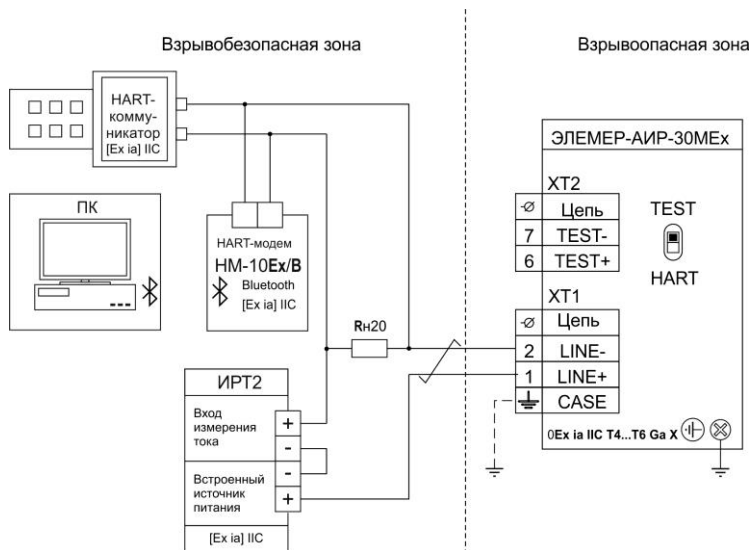 Взрывобезопасная зона
Взрывоопасная зона
HART-
комму-
никатор
[Ex ia] IIC
ПК
HART-модем
НМ-10Ex/B
Bluetooth
[Ex ia] IIC
Rн20
ИРТ2
Вход
измерения
тока
+
-
-
+
Встроенный
источник
питания
[Ex ia] IIC
ЭЛЕМЕР-АИР-30МЕх
XT2
Цепь
7 TEST-
6 TEST+
TEST
HART
XT1
Цепь
2 LINE-
1 LINE+
CASE
0Ex ia IIC T4...T6 Ga X